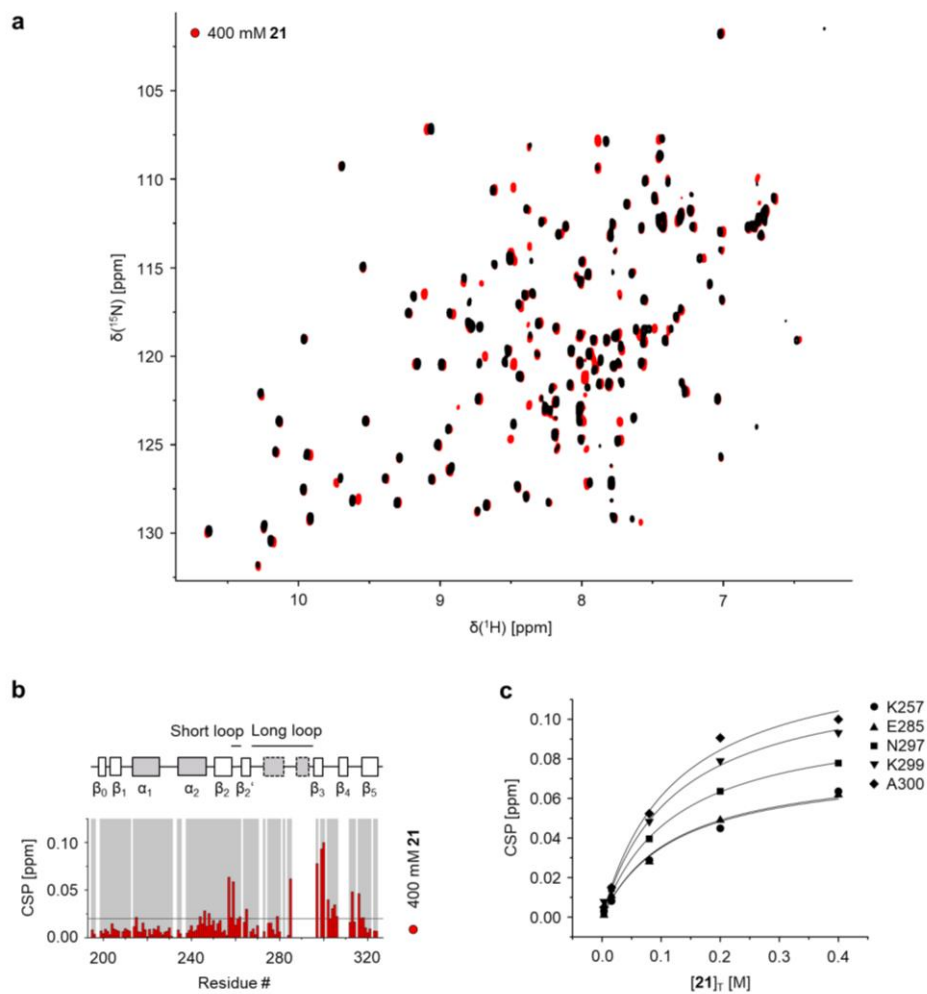 a
400 mM 21
105
110
115
120
125
130
δ(¹⁵N) [ppm]
10 9 8 7
δ(¹H) [ppm]
b
Short loop Long loop
β₀ β₁ α₁ α₂ β₂ β₂' β₃ β₄ β₅
0.10
0.05
0.00
CSP [ppm]
400 mM 21
200 240 280 320
Residue #
c
K257
E285
N297
K299
A300
0.10
0.08
0.06
0.04
0.02
0.00
CSP [ppm]
0.0 0.1 0.2 0.3 0.4
[21]T [M]